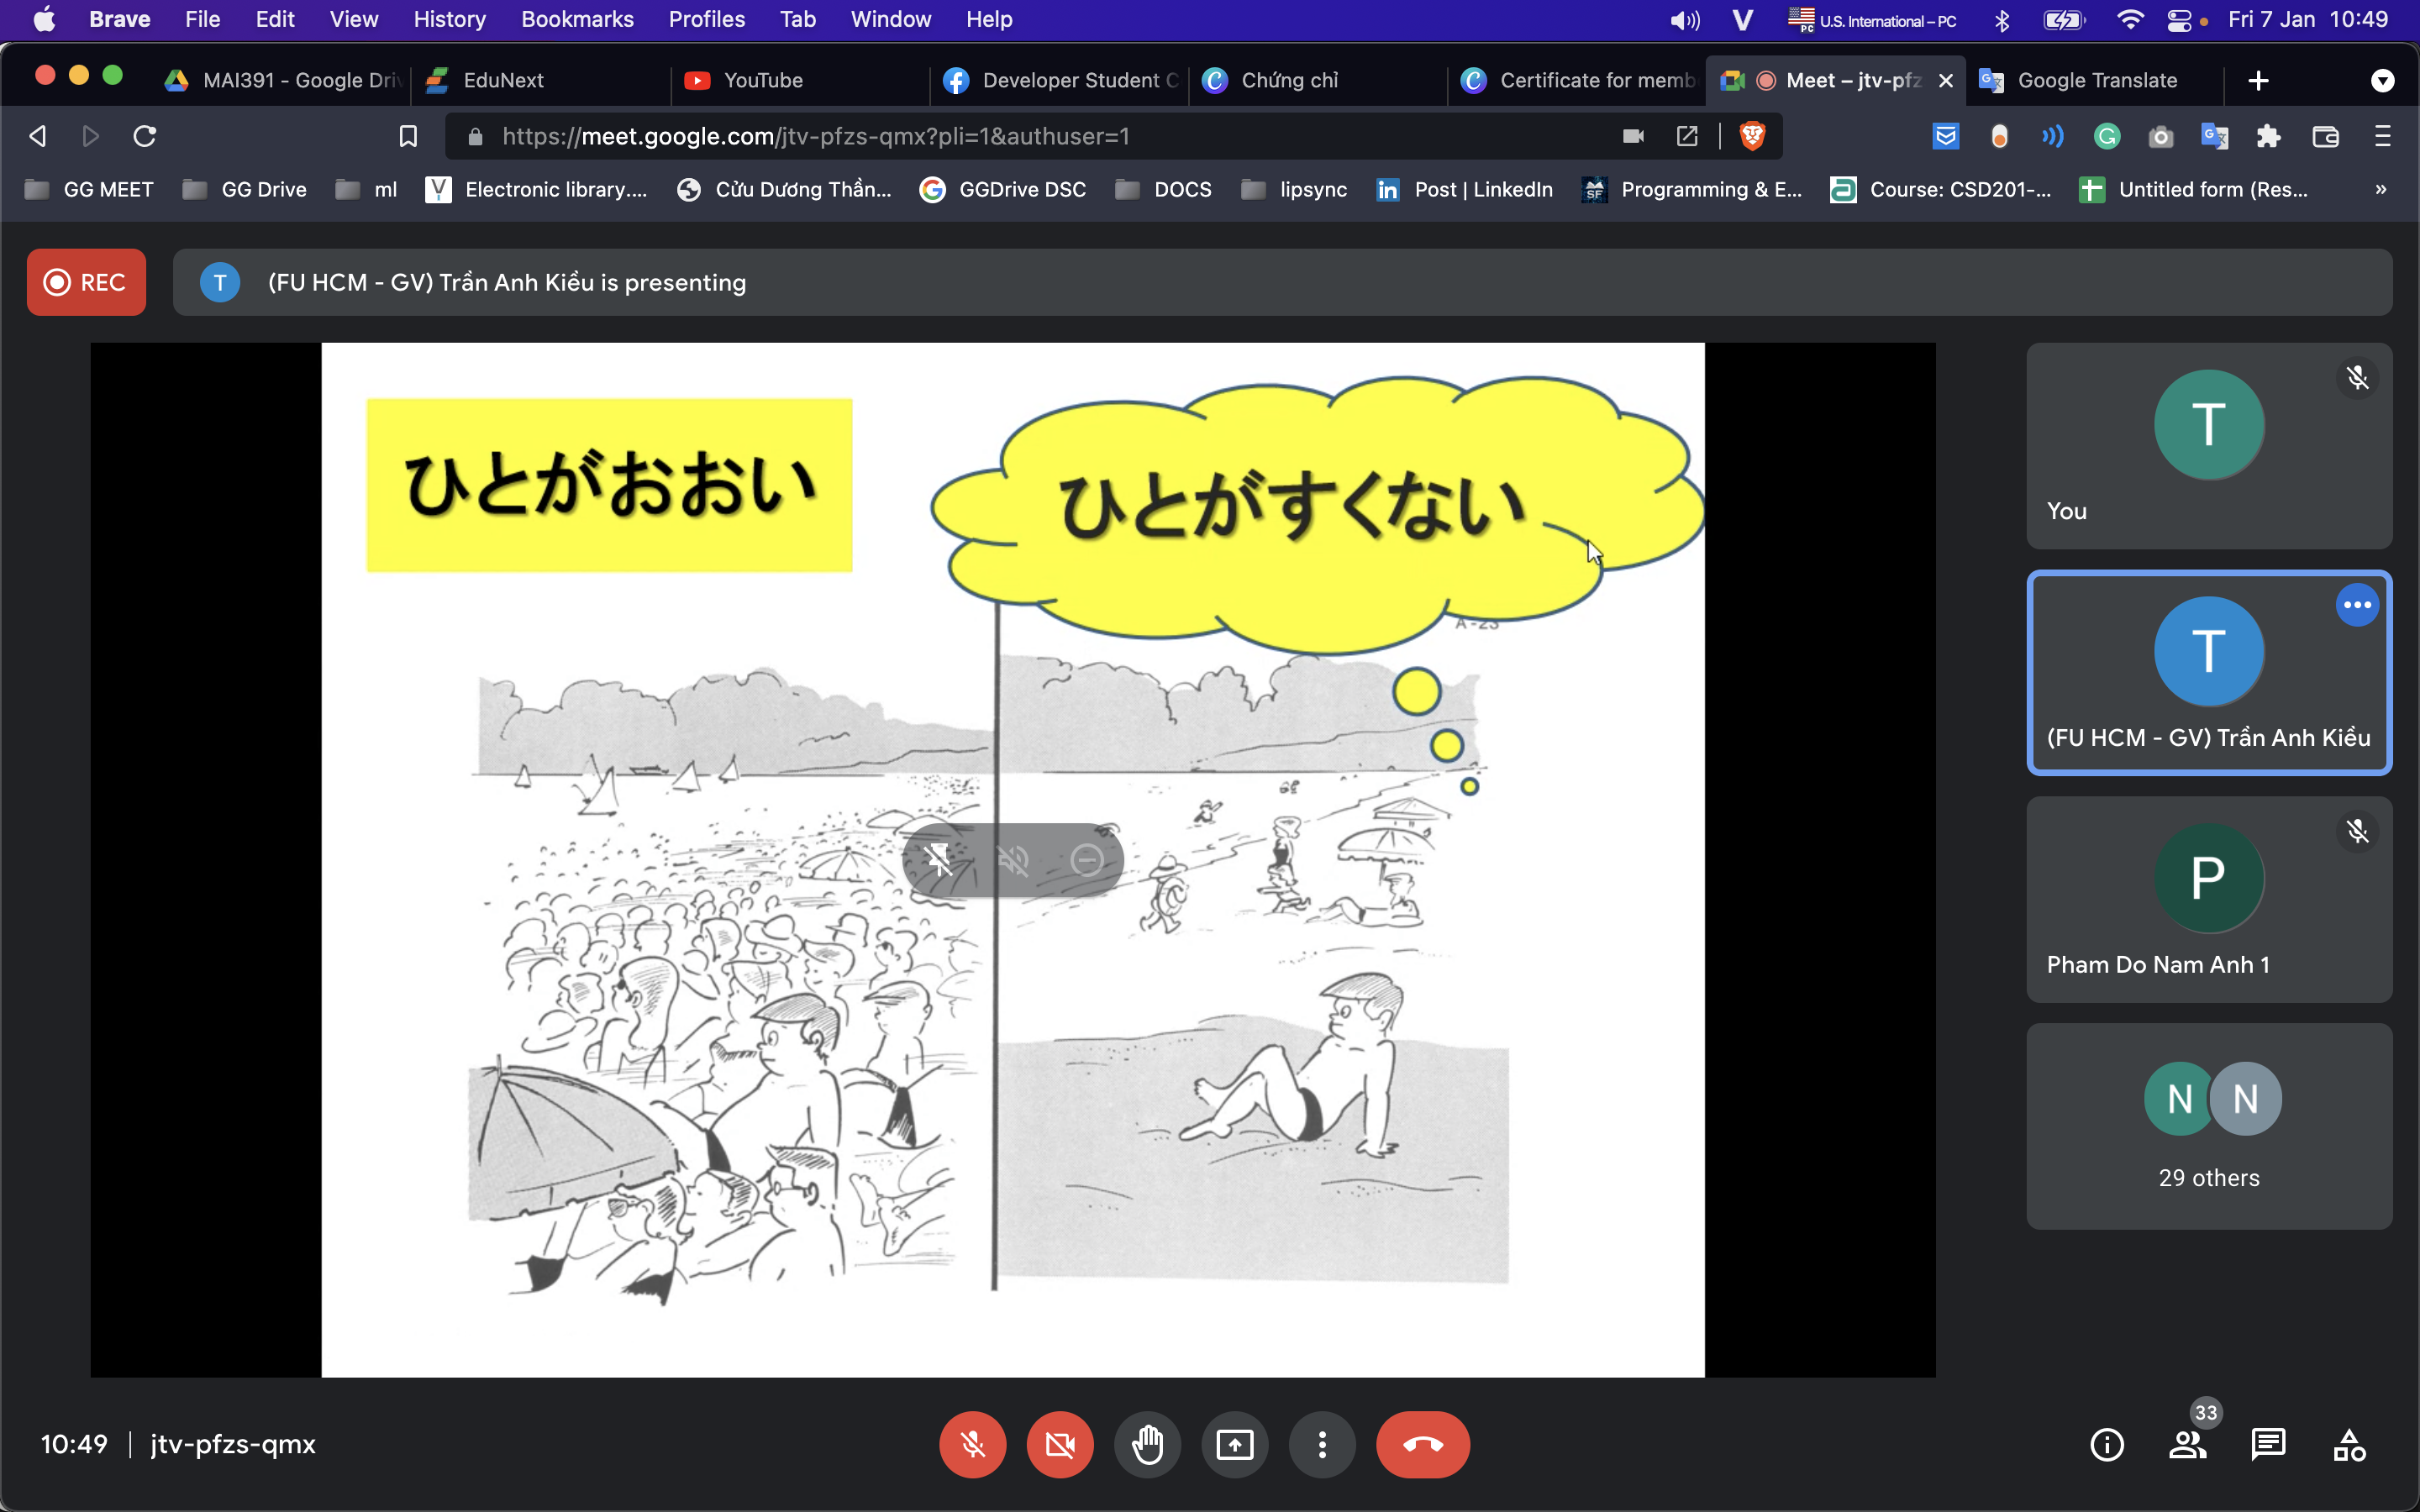 Brave File Edit View History Bookmarks Profiles Tab Window Help V PC U.S. International – PC Fri 7 Jan 10:49
MAI391 - Google Driv EduNext YouTube Developer Student C Chứng chỉ Certificate for memb Meet – jtv-pfz Google Translate
https://meet.google.com/jtv-pfzs-qmx?pli=1&authuser=1
GG MEET GG Drive ml Electronic library.... Cửu Dương Thần... GGDrive DSC DOCS lipsync Post | LinkedIn Programming & E... Course: CSD201-... Untitled form (Res... »
REC T (FU HCM - GV) Trần Anh Kiều is presenting
ひとがおおい
ひとがすくない
A-23
T
You
T
(FU HCM - GV) Trần Anh Kiều
P
Pham Do Nam Anh 1
N N
29 others
10:49 | jtv-pfzs-qmx
33